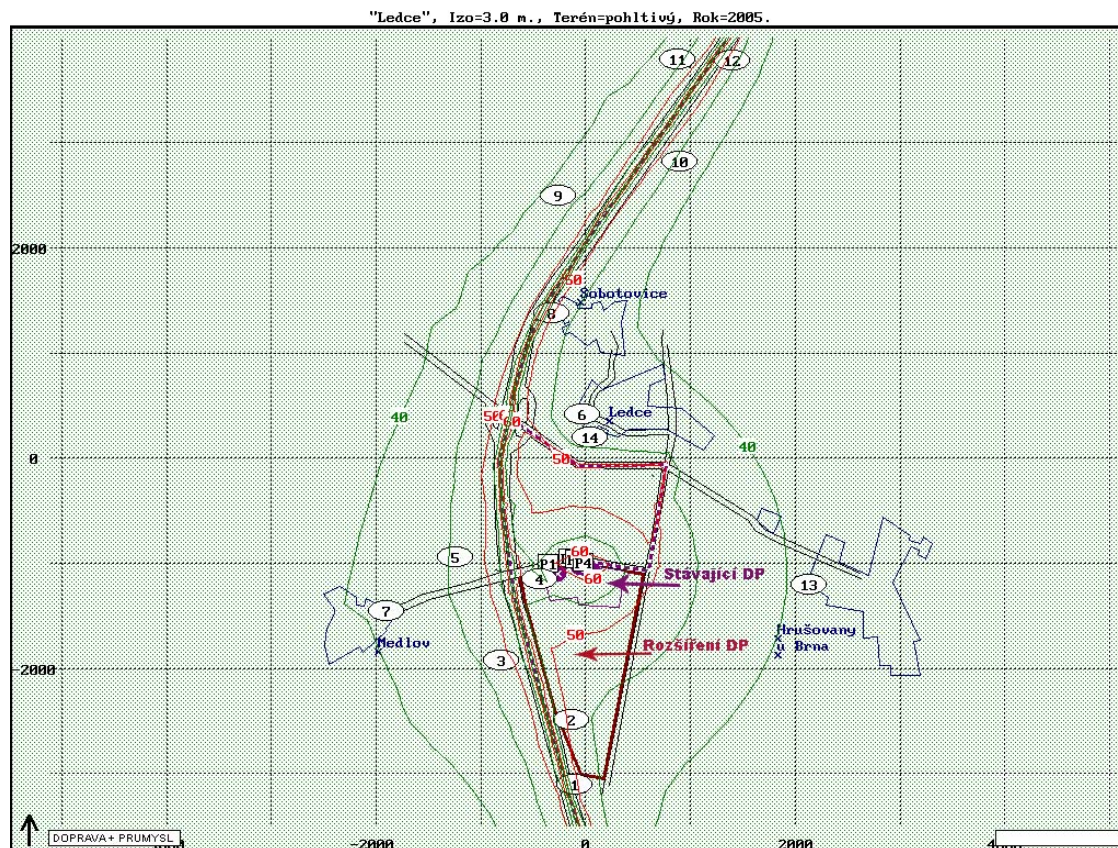 "Ledce", Izo=3.0 m., Terén=pohltivý, Rok=2005.
11
12
10
9
2000
50
Sobotovice
8
40
50
60
6
Ledce
14
40
0
50
5
60
P1
P4
4
60
Stávající DP
13
7
Medlov
50
Hrušovany
u Brna
Rozšíření DP
3
-2000
2
1
DOPRAVA+ PRUMYSL
0
2000